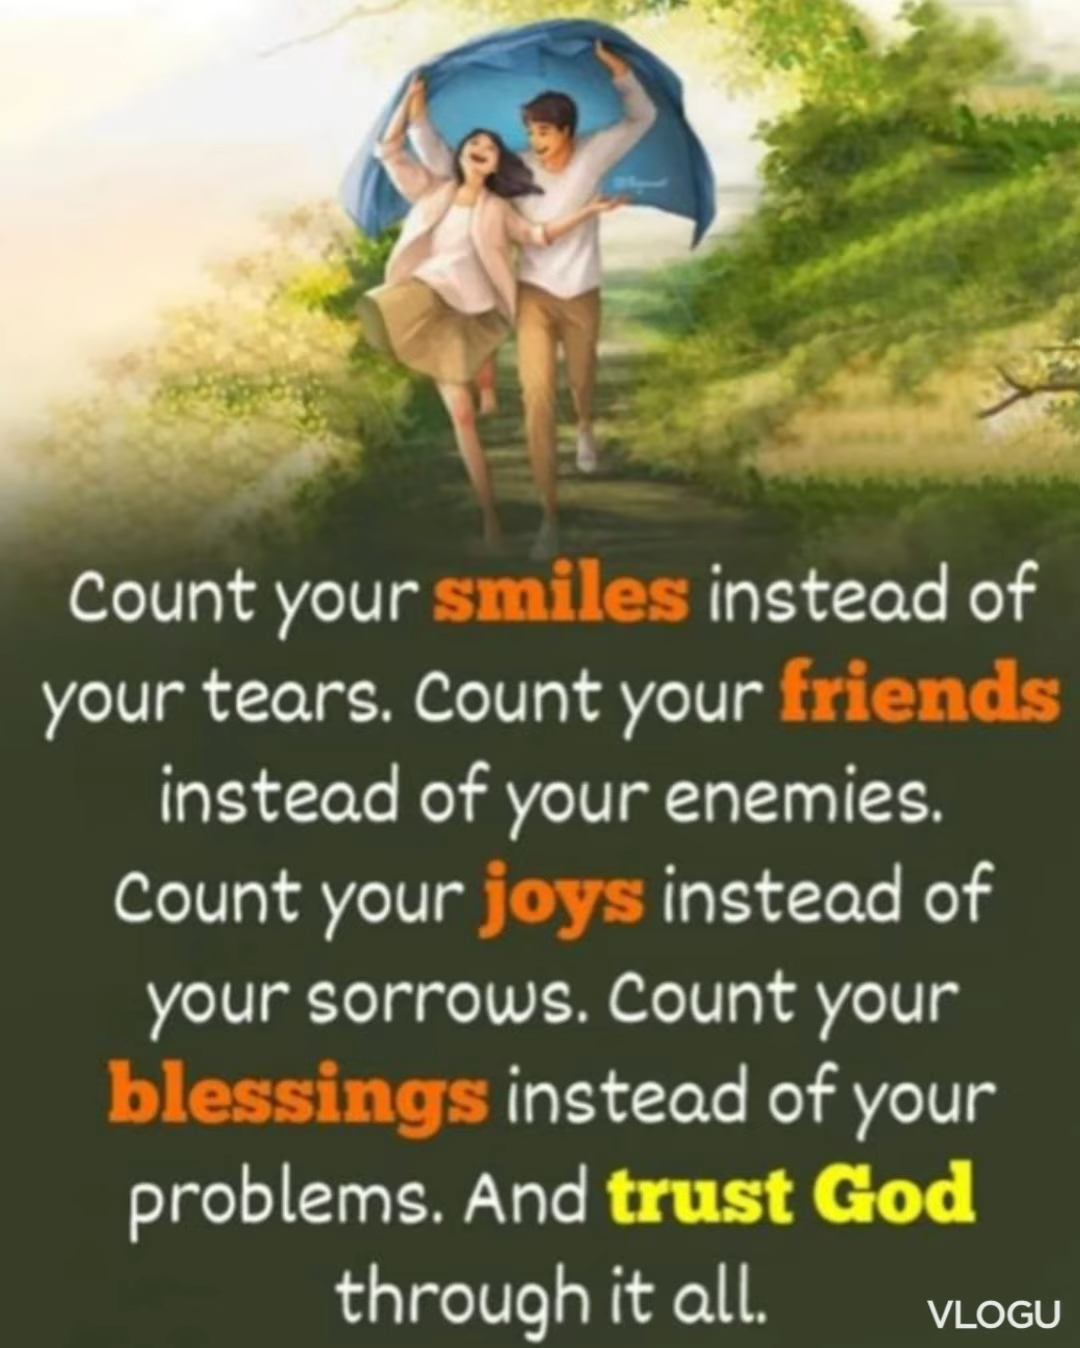 Count your smiles instead of
your tears. Count your friends
instead of your enemies.
Count your joys instead of
your sorrows. Count your
blessings instead of your
problems. And trust God
through it all.
VLOGU